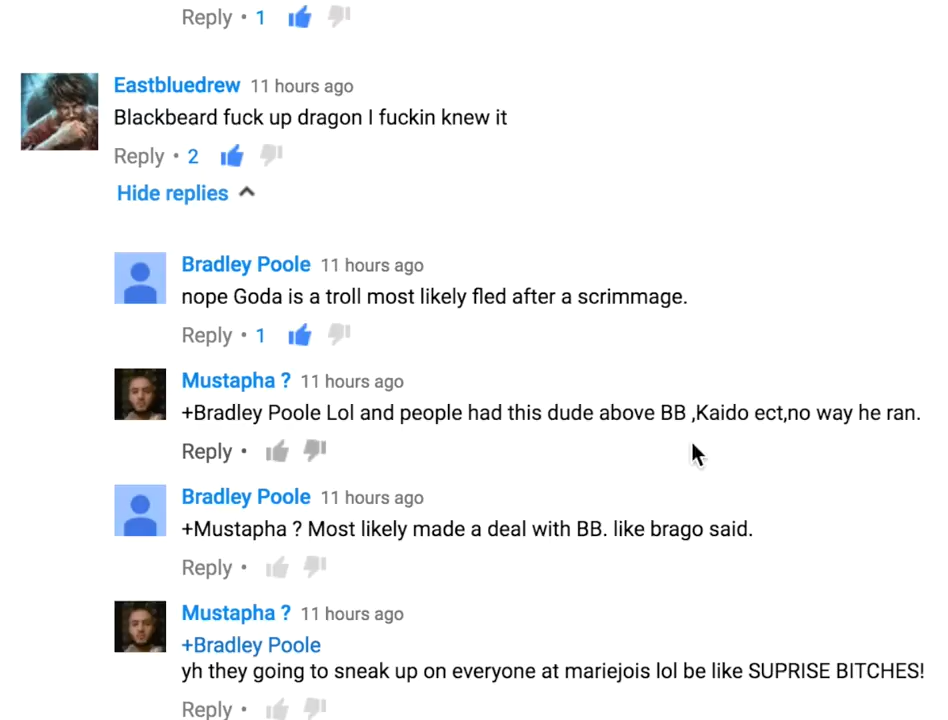 Reply • 1
Eastbluedrew 11 hours ago
Blackbeard fuck up dragon I fuckin knew it
Reply • 2
Hide replies
Bradley Poole 11 hours ago
nope Goda is a troll most likely fled after a scrimmage.
Reply • 1
Mustapha ? 11 hours ago
+Bradley Poole Lol and people had this dude above BB ,Kaido ect,no way he ran.
Reply •
Bradley Poole 11 hours ago
+Mustapha ? Most likely made a deal with BB. like brago said.
Reply •
Mustapha ? 11 hours ago
+Bradley Poole
yh they going to sneak up on everyone at mariejois lol be like SUPRISE BITCHES!
Reply •